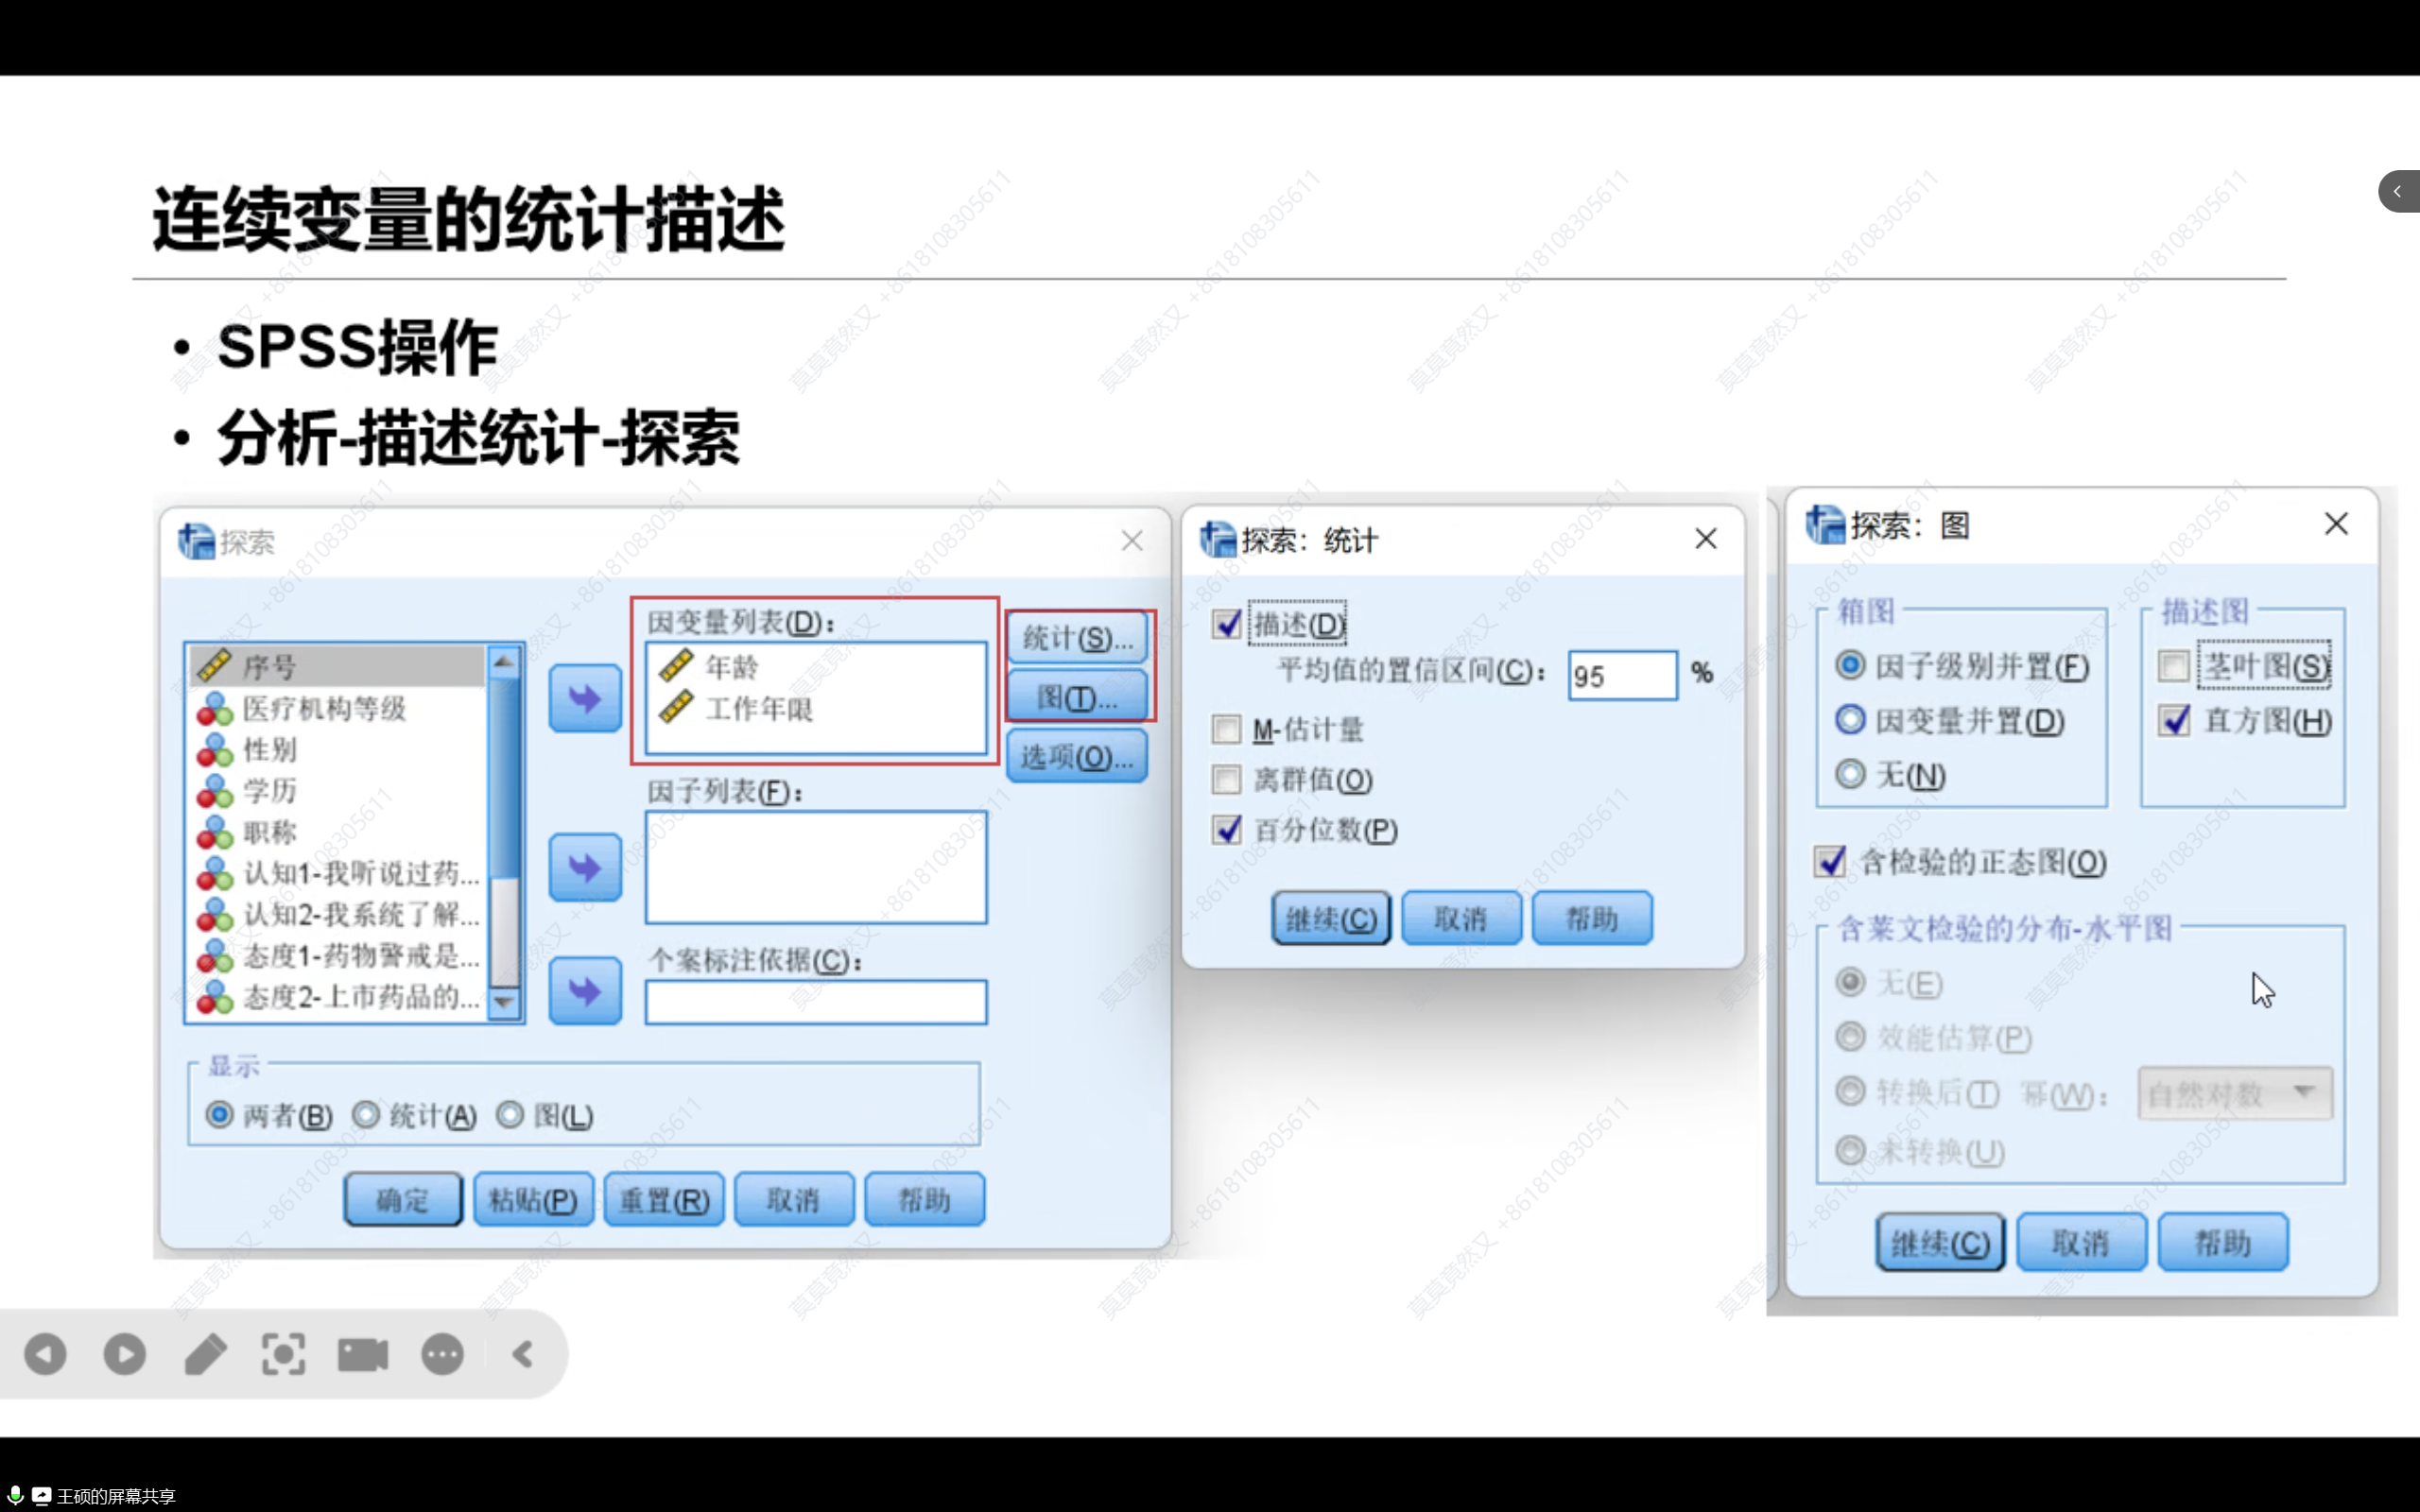 连续变量的统计描述
• SPSS操作
• 分析-描述统计-探索
探索
序号
医疗机构等级
性别
学历
职称
认知1-我听说过药...
认知2-我系统了解...
态度1-药物警戒是...
态度2-上市药品的...
因变量列表(D)：
年龄
工作年限
因子列表(F)：
个案标注依据(C)：
统计(S)...
图(T)...
选项(O)...
显示
两者(B) 统计(A) 图(L)
确定 粘贴(P) 重置(R) 取消 帮助
探索：统计
描述(D)
平均值的置信区间(C)： 95 %
M-估计量
离群值(O)
百分位数(P)
继续(C) 取消 帮助
探索：图
箱图
因子级别并置(F)
因变量并置(D)
无(N)
描述图
茎叶图(S)
直方图(H)
含检验的正态图(O)
含莱文检验的分布-水平图
无(E)
效能估算(P)
转换后(T) 幂(W)： 自然对数
未转换(U)
继续(C) 取消 帮助
莫莫竟然又 +8618108305611
王硕的屏幕共享